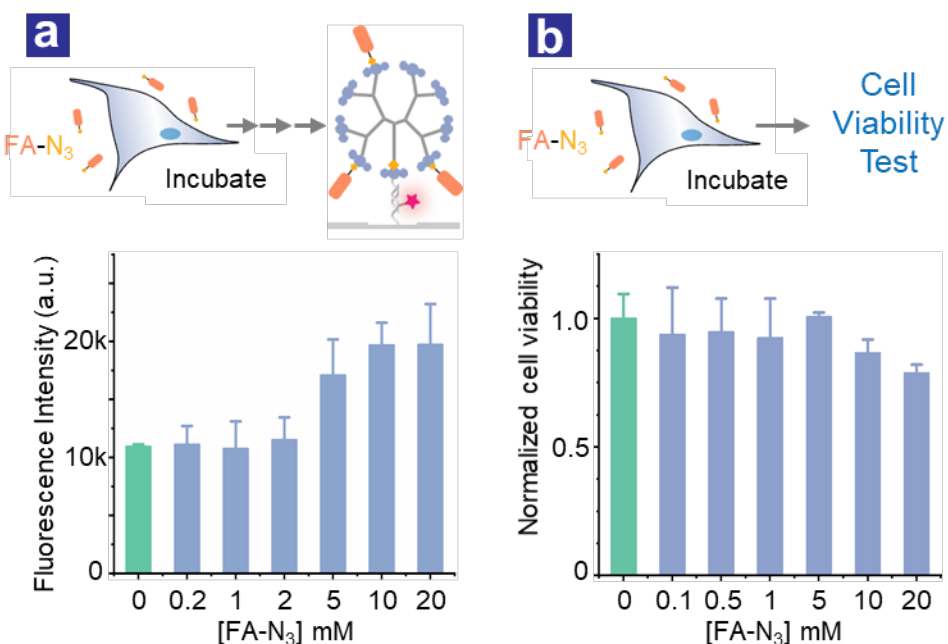 a
FA-N₃
Incubate
Fluorescence Intensity (a.u.)
20k
10k
0
0 0.2 1 2 5 10 20
[FA-N₃] mM
b
FA-N₃
Incubate
Cell
Viability
Test
Normalized cell viability
1.0
0.5
0
0 0.1 0.5 1 5 10 20
[FA-N₃] mM